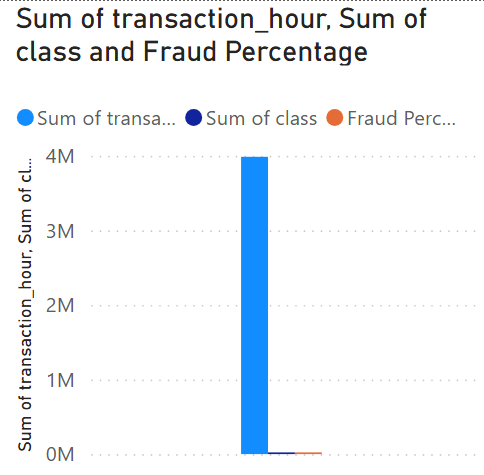 Sum of transaction_hour, Sum of
class and Fraud Percentage
Sum of transa... Sum of class Fraud Perc...
Sum of transaction_hour, Sum of cl...
4M
3M
2M
1M
0M